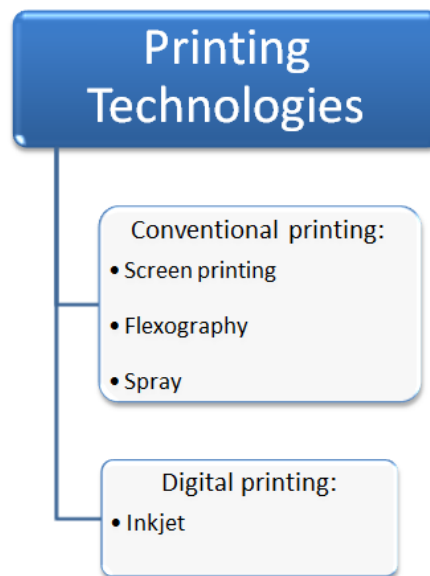 Printing
Technologies
Conventional printing:
• Screen printing
• Flexography
• Spray
Digital printing:
• Inkjet